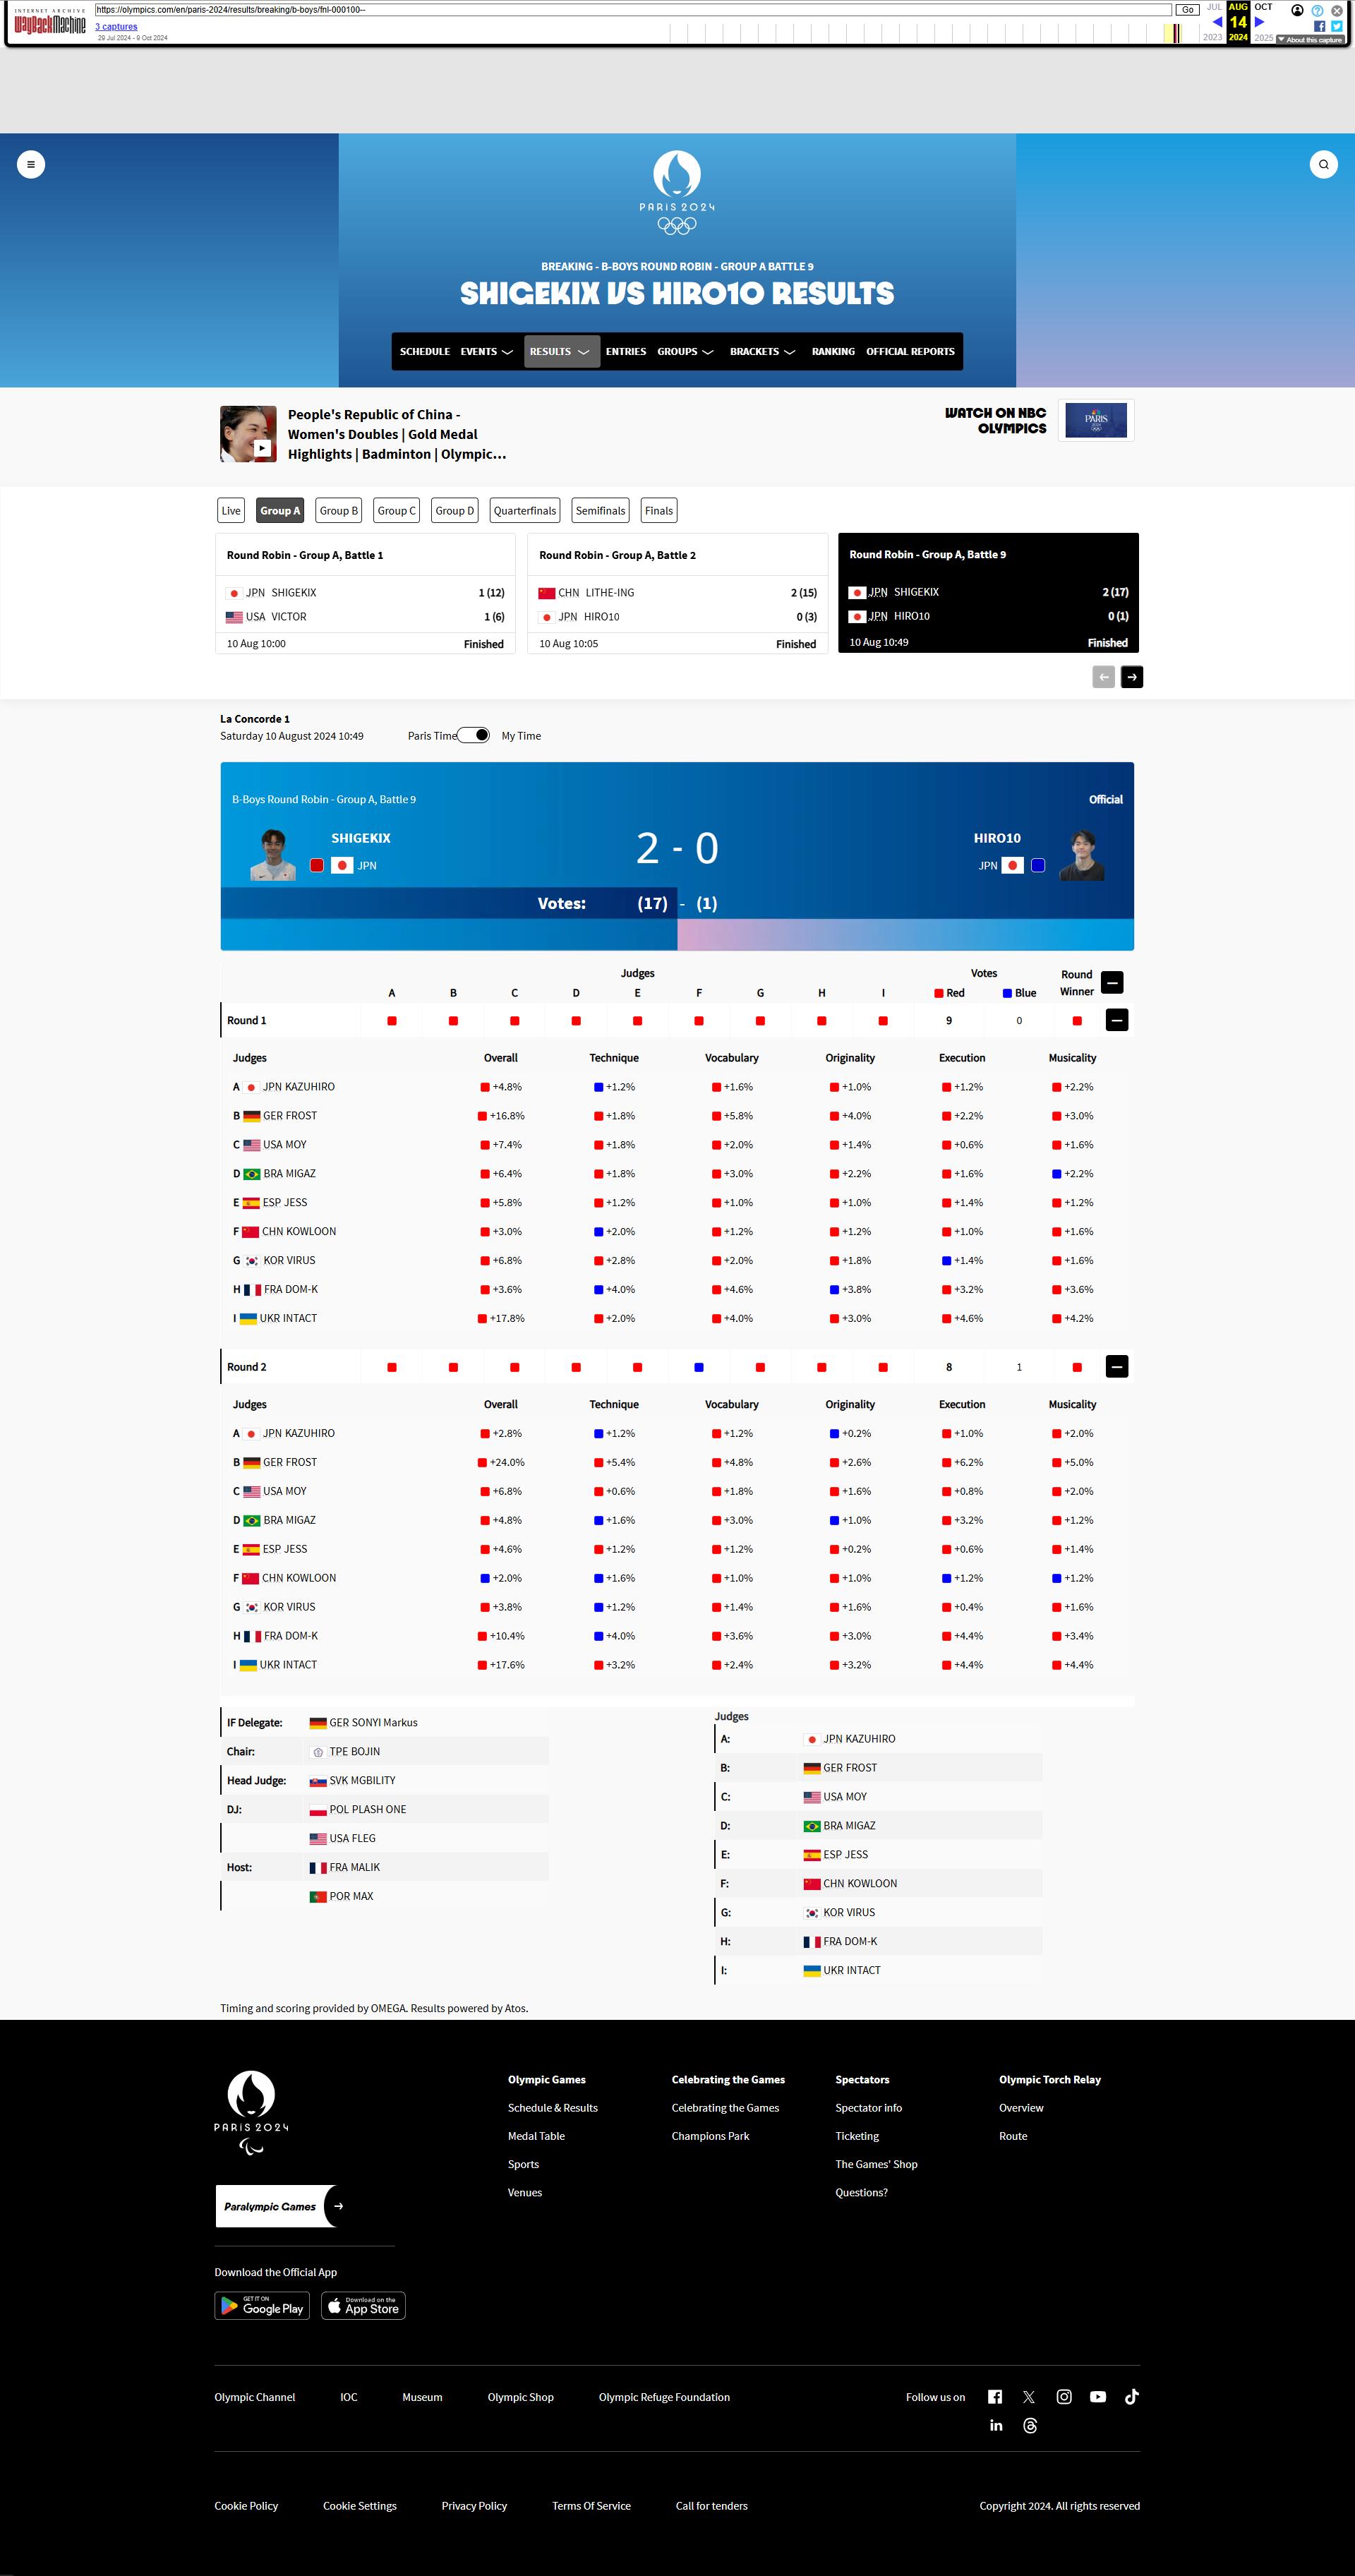 INTERNET ARCHIVE
WayBackMachine
https://olympics.com/en/paris-2024/results/breaking/b-boys/fnl-000100--
Go
JUL AUG OCT
3 captures
14
29 Jul 2024 - 9 Oct 2024
2023 2024 2025
About this capture
PARIS 2024
BREAKING - B-BOYS ROUND ROBIN - GROUP A BATTLE 9
SHIGEKIX VS HIRO10 RESULTS
SCHEDULE EVENTS RESULTS ENTRIES GROUPS BRACKETS RANKING OFFICIAL REPORTS
People's Republic of China -
Women's Doubles | Gold Medal
Highlights | Badminton | Olympic...
WATCH ON NBC
OLYMPICS
PARIS
2024
Live Group A Group B Group C Group D Quarterfinals Semifinals Finals
Round Robin - Group A, Battle 1
JPN SHIGEKIX 1 (12)
USA VICTOR 1 (6)
10 Aug 10:00 Finished
Round Robin - Group A, Battle 2
CHN LITHE-ING 2 (15)
JPN HIRO10 0 (3)
10 Aug 10:05 Finished
Round Robin - Group A, Battle 9
JPN SHIGEKIX 2 (17)
JPN HIRO10 0 (1)
10 Aug 10:49 Finished
La Concorde 1
Saturday 10 August 2024 10:49 Paris Time My Time
B-Boys Round Robin - Group A, Battle 9 Official
SHIGEKIX 2 - 0 HIRO10
JPN JPN
Votes: (17) - (1)
Judges Votes Round Winner
A B C D E F G H I Red Blue
Round 1 9 0
Judges Overall Technique Vocabulary Originality Execution Musicality
A JPN KAZUHIRO +4.8% +1.2% +1.6% +1.0% +1.2% +2.2%
B GER FROST +16.8% +1.8% +5.8% +4.0% +2.2% +3.0%
C USA MOY +7.4% +1.8% +2.0% +1.4% +0.6% +1.6%
D BRA MIGAZ +6.4% +1.8% +3.0% +2.2% +1.6% +2.2%
E ESP JESS +5.8% +1.2% +1.0% +1.0% +1.4% +1.2%
F CHN KOWLOON +3.0% +2.0% +1.2% +1.2% +1.0% +1.6%
G KOR VIRUS +6.8% +2.8% +2.0% +1.8% +1.4% +1.6%
H FRA DOM-K +3.6% +4.0% +4.6% +3.8% +3.2% +3.6%
I UKR INTACT +17.8% +2.0% +4.0% +3.0% +4.6% +4.2%
Round 2 8 1
Judges Overall Technique Vocabulary Originality Execution Musicality
A JPN KAZUHIRO +2.8% +1.2% +1.2% +0.2% +1.0% +2.0%
B GER FROST +24.0% +5.4% +4.8% +2.6% +6.2% +5.0%
C USA MOY +6.8% +0.6% +1.8% +1.6% +0.8% +2.0%
D BRA MIGAZ +4.8% +1.6% +3.0% +1.0% +3.2% +1.2%
E ESP JESS +4.6% +1.2% +1.2% +0.2% +0.6% +1.4%
F CHN KOWLOON +2.0% +1.6% +1.0% +1.0% +1.2% +1.2%
G KOR VIRUS +3.8% +1.2% +1.4% +1.6% +0.4% +1.6%
H FRA DOM-K +10.4% +4.0% +3.6% +3.0% +4.4% +3.4%
I UKR INTACT +17.6% +3.2% +2.4% +3.2% +4.4% +4.4%
IF Delegate: GER SONYI Markus
Chair: TPE BOJIN
Head Judge: SVK MGBILITY
DJ: POL PLASH ONE
USA FLEG
Host: FRA MALIK
POR MAX
Judges
A: JPN KAZUHIRO
B: GER FROST
C: USA MOY
D: BRA MIGAZ
E: ESP JESS
F: CHN KOWLOON
G: KOR VIRUS
H: FRA DOM-K
I: UKR INTACT
Timing and scoring provided by OMEGA. Results powered by Atos.
PARIS 2024
Paralympic Games
Download the Official App
GET IT ON
Google Play
Download on the
App Store
Olympic Games
Schedule & Results
Medal Table
Sports
Venues
Celebrating the Games
Celebrating the Games
Champions Park
Spectators
Spectator info
Ticketing
The Games' Shop
Questions?
Olympic Torch Relay
Overview
Route
Olympic Channel IOC Museum Olympic Shop Olympic Refuge Foundation Follow us on
Cookie Policy Cookie Settings Privacy Policy Terms Of Service Call for tenders Copyright 2024. All rights reserved